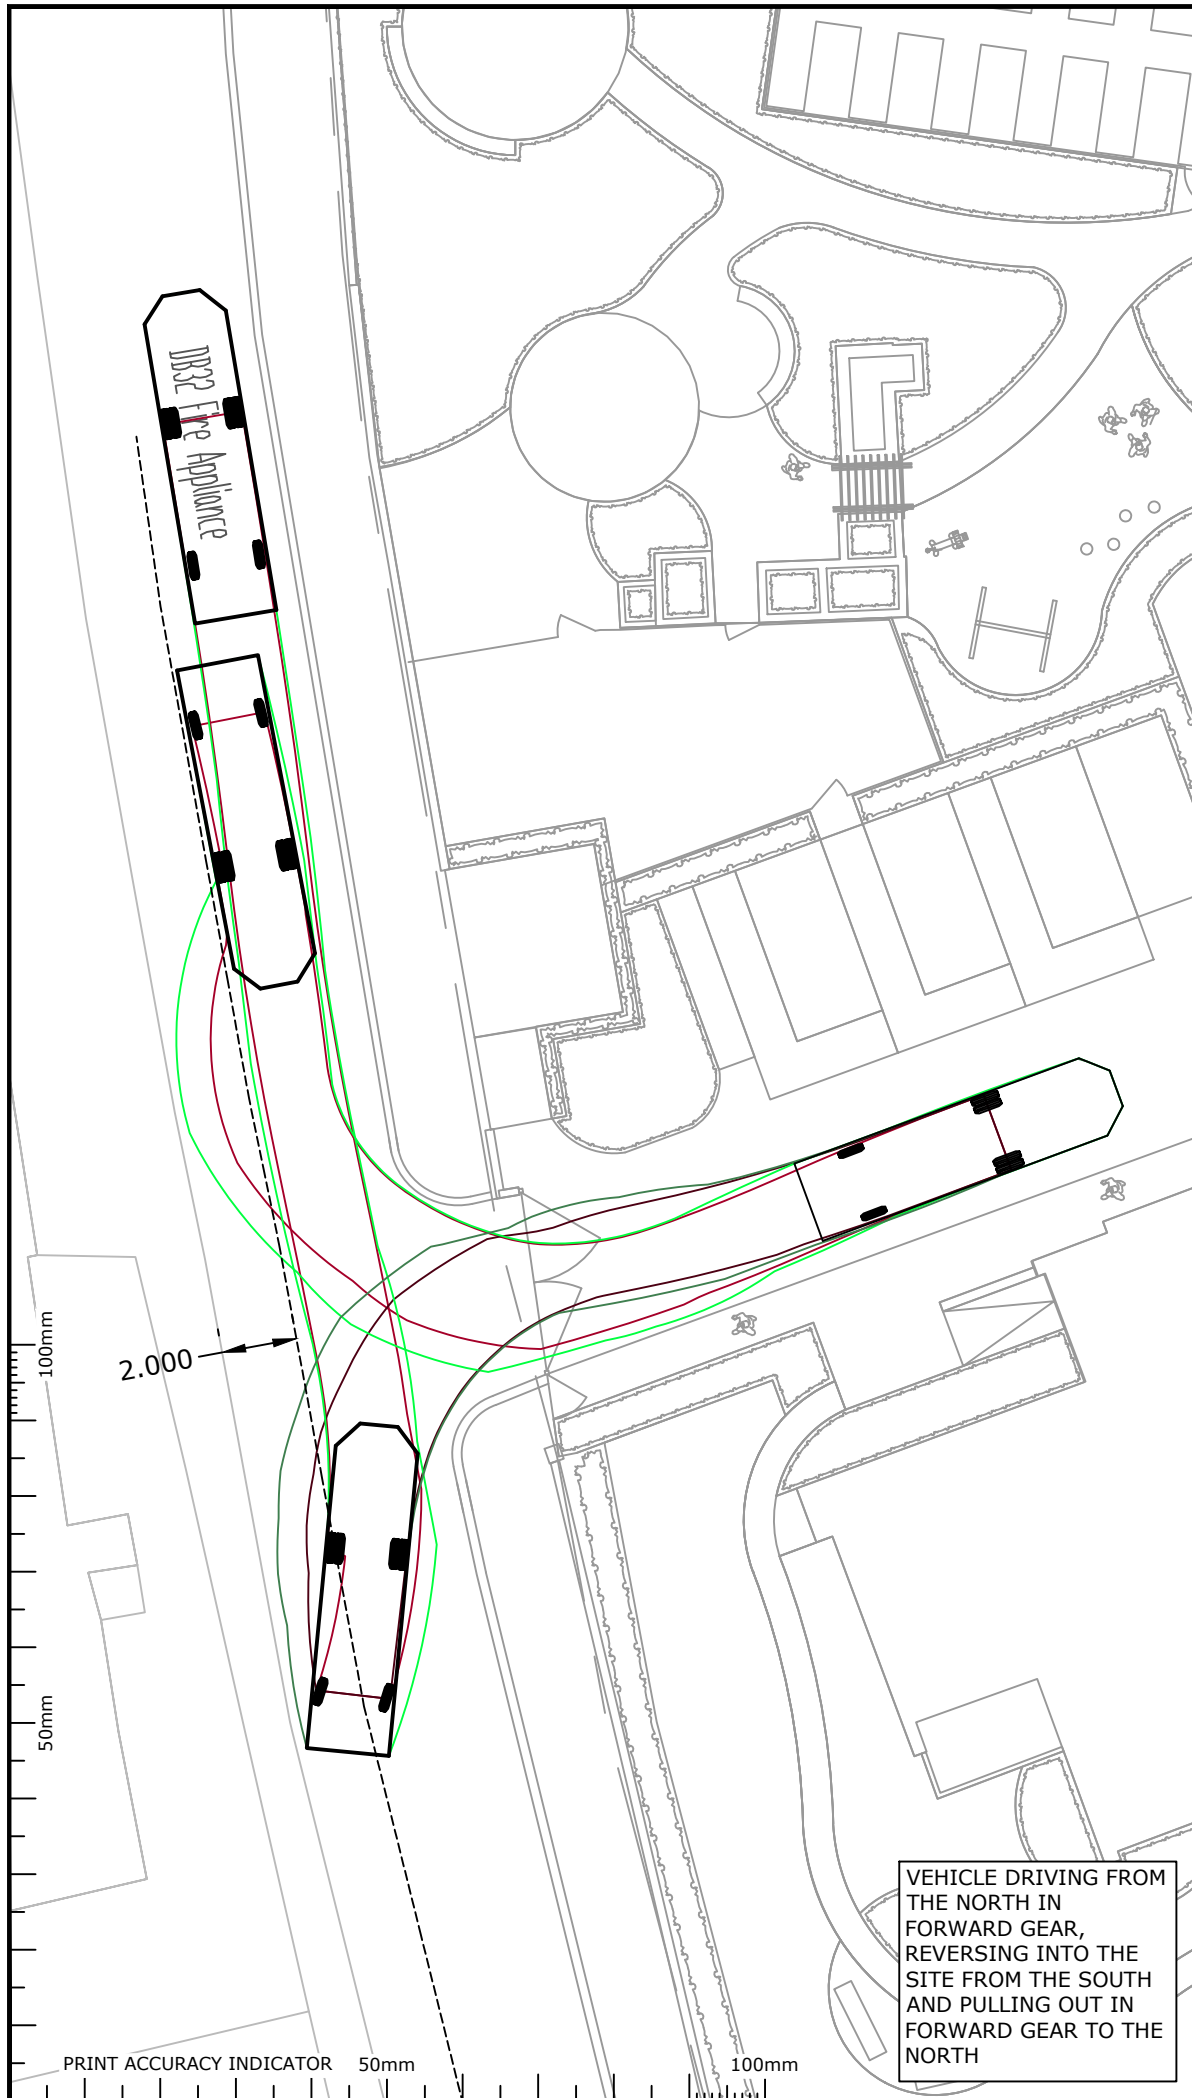 DB32 Fire Appliance
100mm
2.000
50mm
VEHICLE DRIVING FROM
THE NORTH IN
FORWARD GEAR,
REVERSING INTO THE
SITE FROM THE SOUTH
AND PULLING OUT IN
FORWARD GEAR TO THE
NORTH
PRINT ACCURACY INDICATOR 50mm 100mm